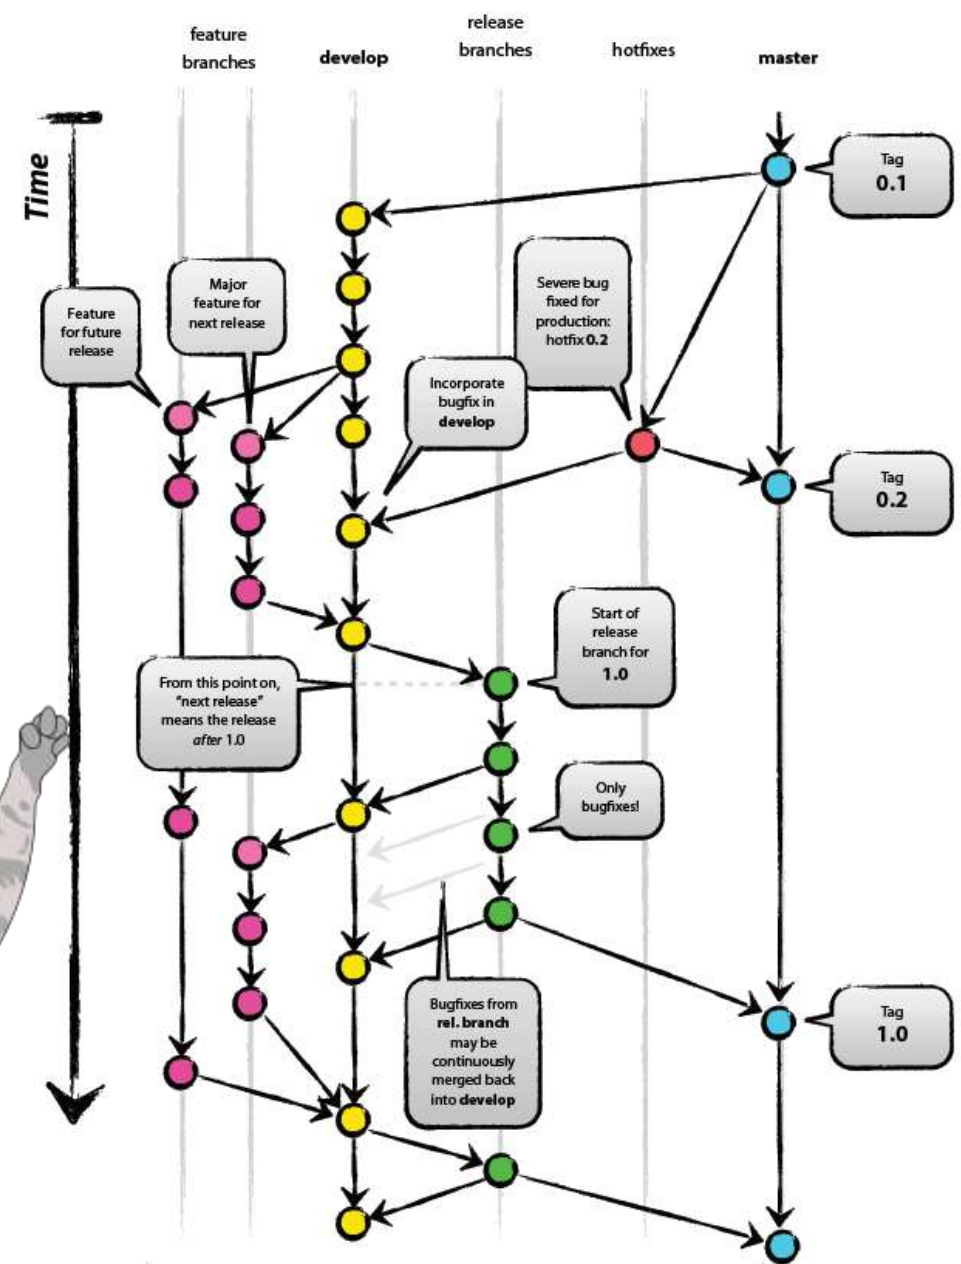 feature
branches
develop
release
branches
hotfixes
master
Time
Tag
0.1
Major
feature for
next release
Severe bug
fixed for
production:
hotfix 0.2
Feature
for future
release
Incorporate
bugfix in
develop
Tag
0.2
Start of
release
branch for
1.0
From this point on,
“next release”
means the release
after 1.0
Only
bugfixes!
Bugfixes from
rel. branch
may be
continuously
merged back
into develop
Tag
1.0